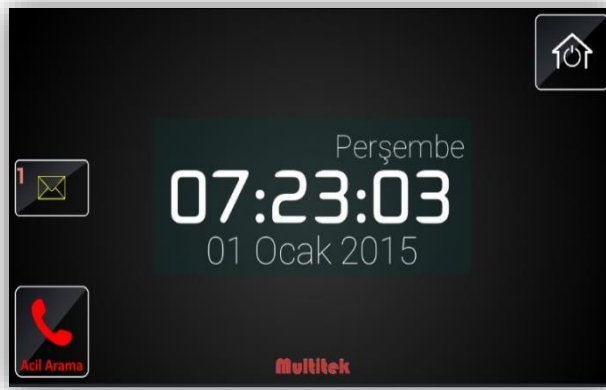 Perşembe
07:23:03
01 Ocak 2015
1
Acil Arama
Multitek